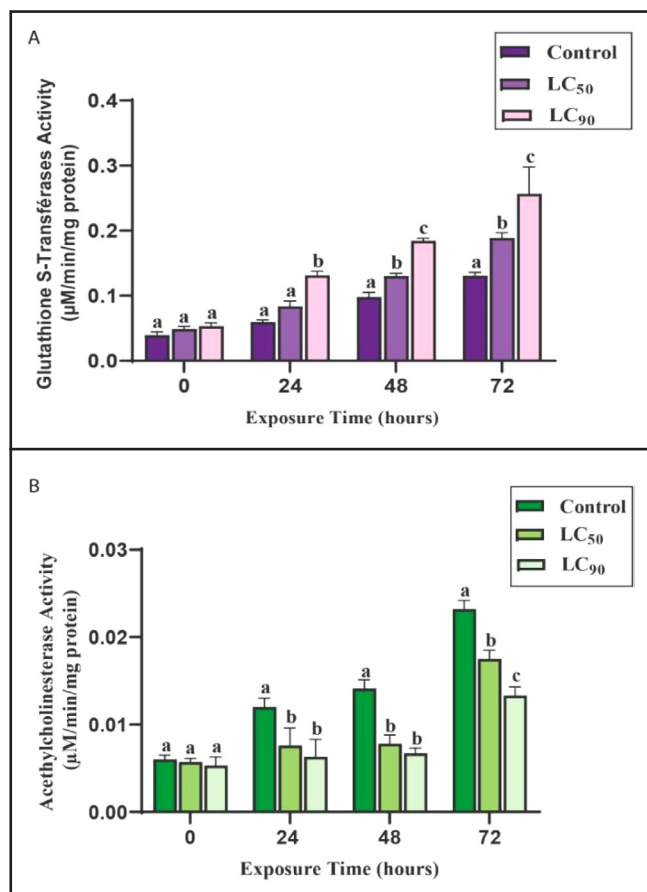 A
Control
LC50
LC90
Glutathione S-Transférases Activity
(µM/min/mg protein)
0.4
0.3
0.2
0.1
0.0
a a a
a a b
a b c
a b c
0 24 48 72
Exposure Time (hours)
B
Control
LC50
LC90
Acethylcholinesterase Activity
(µM/min/mg protein)
0.03
0.02
0.01
0.00
a a a
a b b
a b b
a b c
0 24 48 72
Exposure Time (hours)